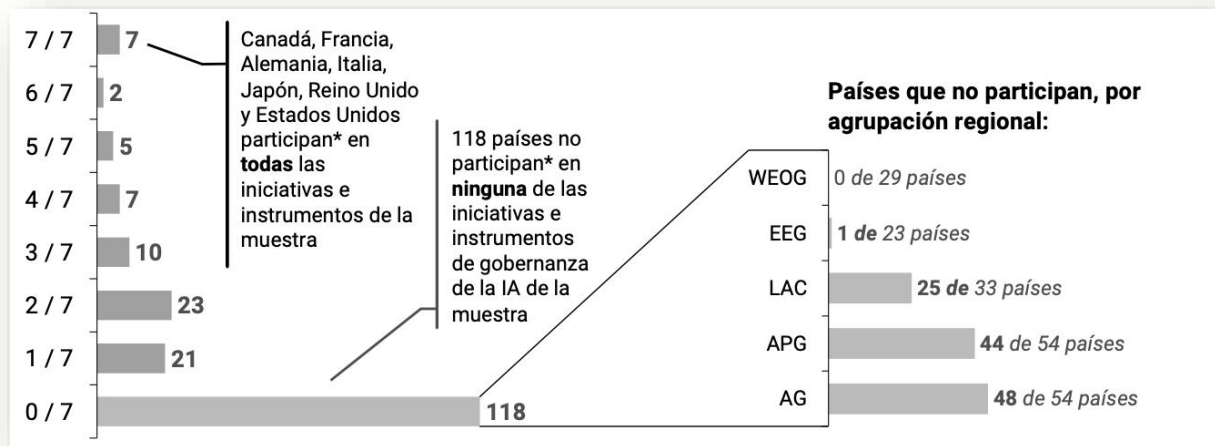 7 / 7
7
6 / 7
2
5 / 7
5
4 / 7
7
3 / 7
10
2 / 7
23
1 / 7
21
0 / 7
118
Canadá, Francia,
Alemania, Italia,
Japón, Reino Unido
y Estados Unidos
participan* en
todas las
iniciativas e
instrumentos de la
muestra
118 países no
participan* en
ninguna de las
iniciativas e
instrumentos
de gobernanza
de la IA de la
muestra
Países que no participan, por
agrupación regional:
WEOG 0 de 29 países
EEG 1 de 23 países
LAC 25 de 33 países
APG 44 de 54 países
AG 48 de 54 países